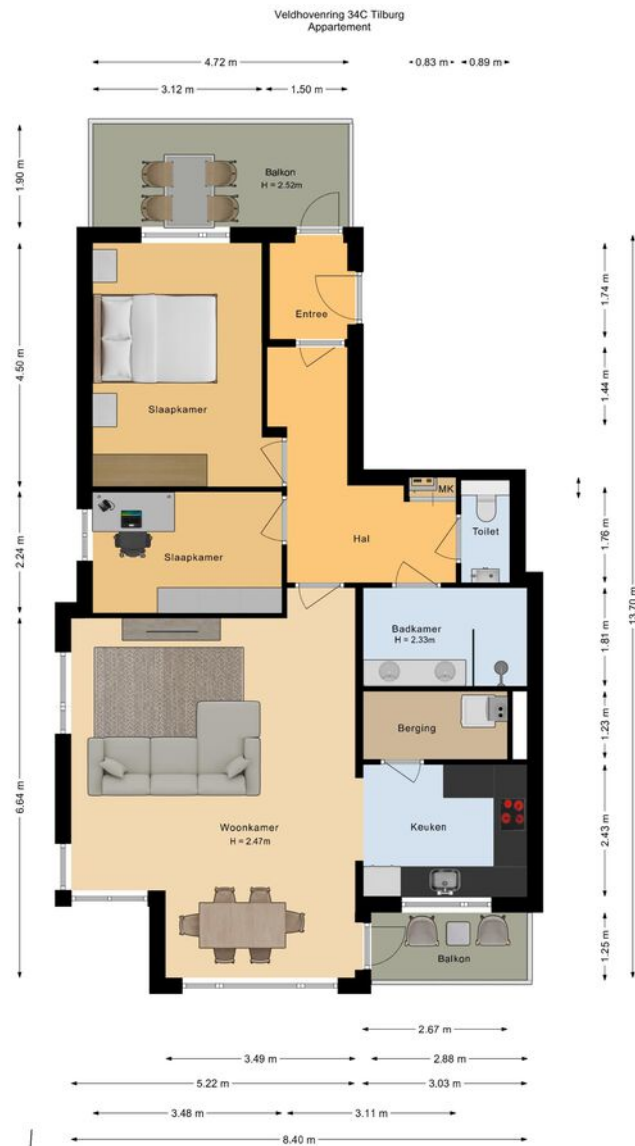 Veldhovenring 34C Tilburg
Appartement
4.72 m
0.83 m
0.89 m
3.12 m
1.50 m
1.90 m
Balkon
H = 2.52m
1.74 m
Entree
4.50 m
1.44 m
Slaapkamer
MK
Toilet
Hal
1.76 m
2.24 m
Slaapkamer
13.70 m
Badkamer
H = 2.33m
1.81 m
Berging
1.23 m
6.64 m
Woonkamer
H = 2.47m
Keuken
2.43 m
Balkon
1.25 m
2.67 m
3.49 m
2.88 m
5.22 m
3.03 m
3.48 m
3.11 m
8.40 m